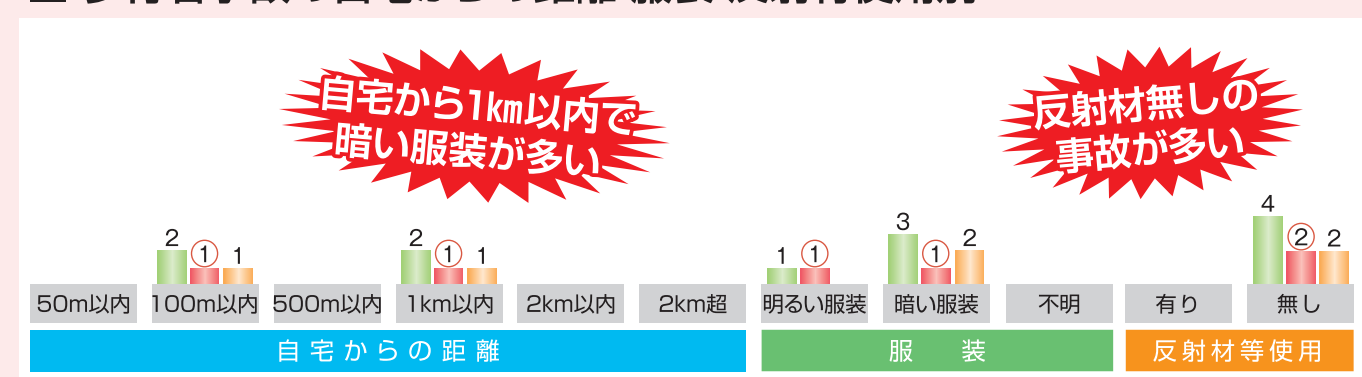 自宅から1km以内で
暗い服装が多い
反射材無しの
事故が多い
2 ① 1
2 ① 1
1 ①
3 ① 2
4 ② 2
50m以内 100m以内 500m以内 1km以内 2km以内 2km超 明るい服装 暗い服装 不明 有り 無し
自宅からの距離 服装 反射材等使用